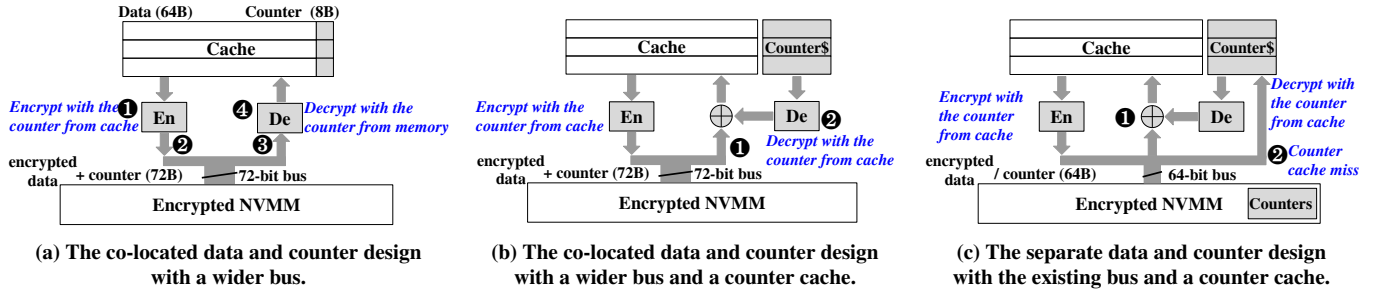 Data (64B) Counter (8B)
Cache
Encrypt with the
counter from cache
❶
En
❹
De
Decrypt with the
counter from memory
❷
❸
encrypted
data
+ counter (72B)
72-bit bus
Encrypted NVMM
(a) The co-located data and counter design
with a wider bus.
Cache
Counter$
Encrypt with the
counter from cache
En
De
❷
Decrypt with the
counter from cache
❶
encrypted
data
+ counter (72B)
72-bit bus
Encrypted NVMM
(b) The co-located data and counter design
with a wider bus and a counter cache.
Cache
Counter$
Encrypt with
the counter
from cache
En
❶
De
Decrypt with
the counter
from cache
❷
Counter
cache miss
encrypted
data
/ counter (64B)
64-bit bus
Encrypted NVMM
Counters
(c) The separate data and counter design
with the existing bus and a counter cache.